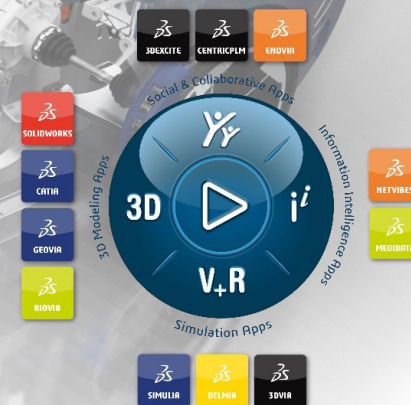 3DEXCITE
CENTRICPLM
ENOVIA
Social & Collaborative Apps
SOLIDWORKS
CATIA
GEOVIA
BIOVIA
3D Modeling Apps
3D
i
V+R
Information Intelligence Apps
NETVIBES
Simulation Apps
SIMULIA
DELMIA
3DVIA